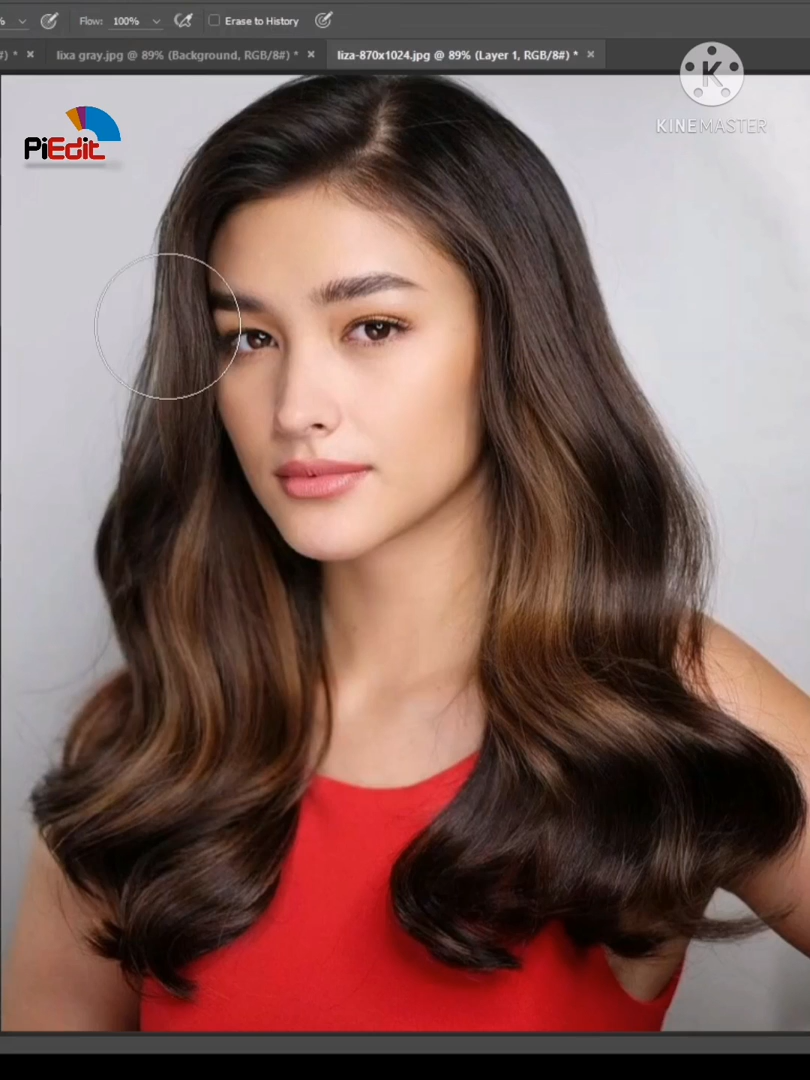 % Flow: 100% Erase to History
#) * × lixa gray.jpg @ 89% (Background, RGB/8#) * × liza-870x1024.jpg @ 89% (Layer 1, RGB/8#) * ×
K
PiEdit
KINEMASTER